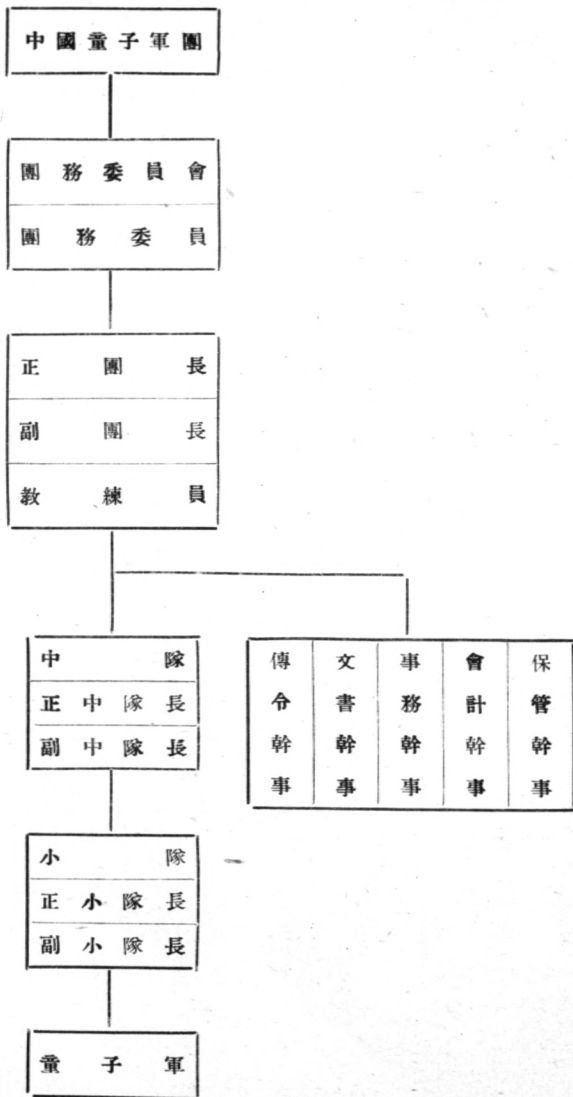 中國童子軍團
團務委員會
團務委員
正團長
副團長
教練員
中隊
正中隊長
副中隊長
傳令幹事
文書幹事
事務幹事
會計幹事
保管幹事
小隊
正小隊長
副小隊長
童子軍